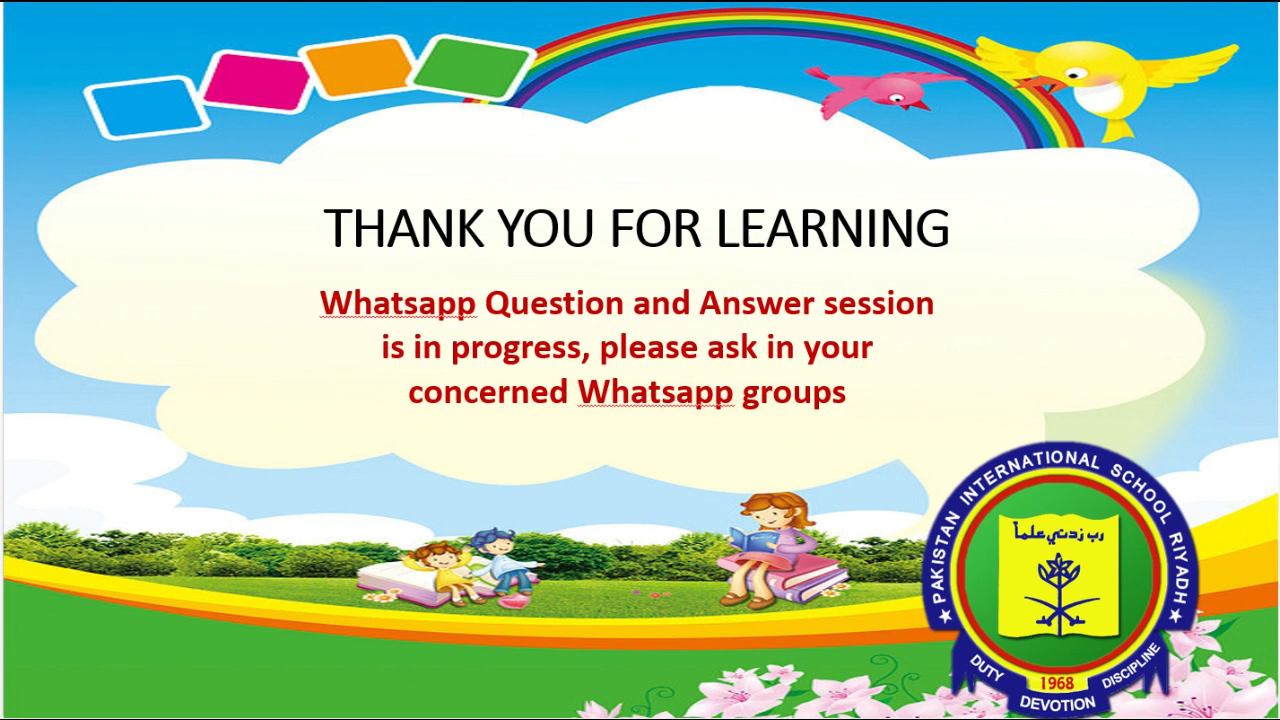 THANK YOU FOR LEARNING
Whatsapp Question and Answer session
is in progress, please ask in your
concerned Whatsapp groups
PAKISTAN INTERNATIONAL SCHOOL RIYADH
رب زدني علماً
DUTY
1968
DISCIPLINE
DEVOTION